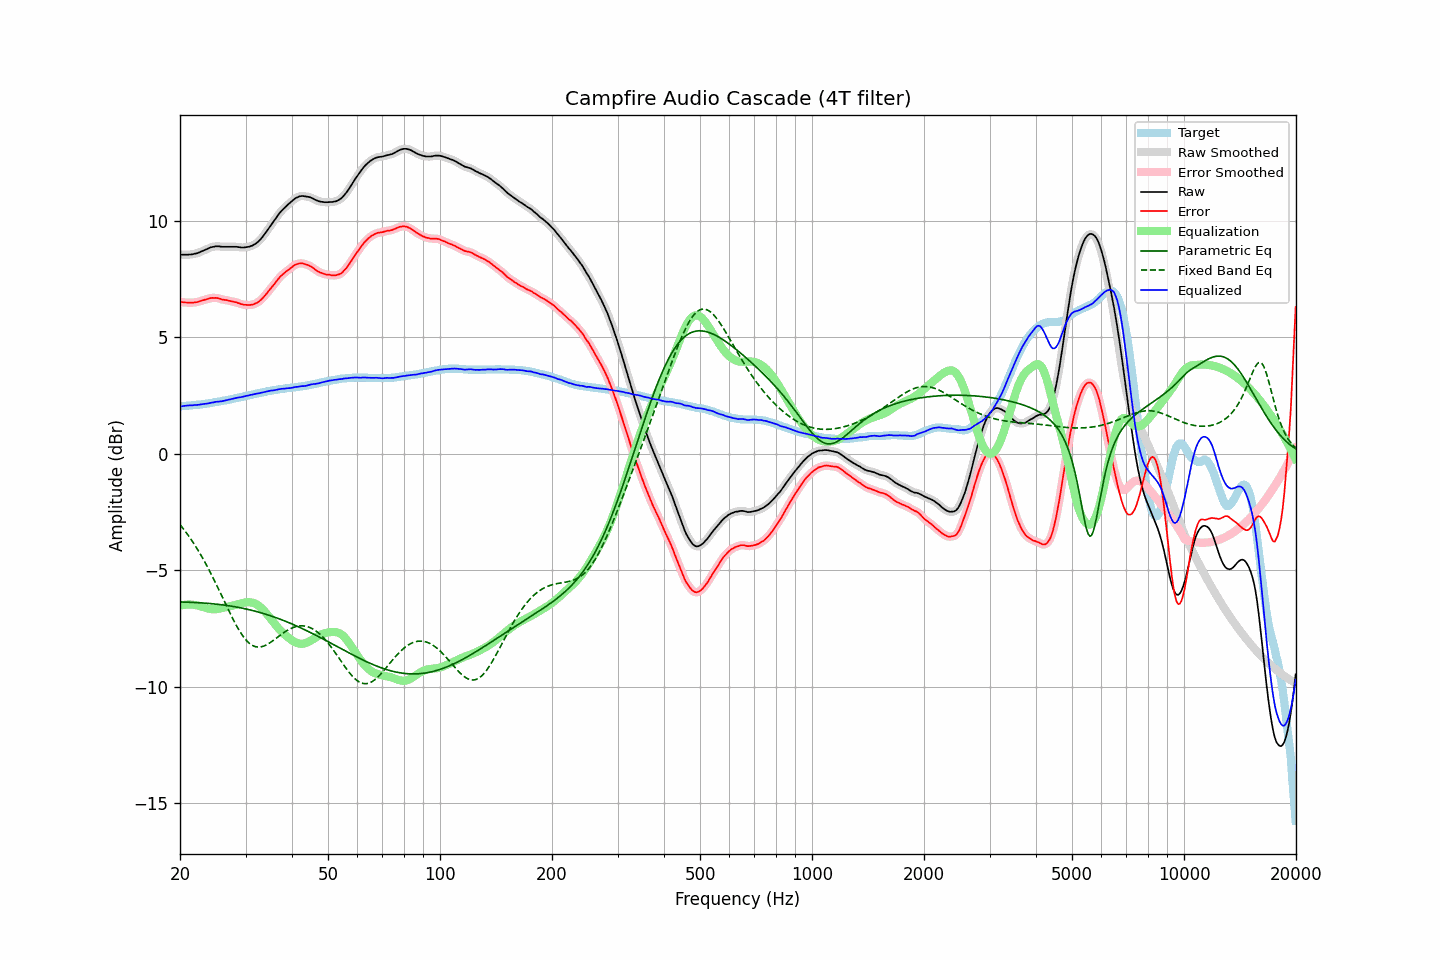 Campfire Audio Cascade (4T filter)
Target
Raw Smoothed
Error Smoothed
Raw
Error
Equalization
Parametric Eq
Fixed Band Eq
Equalized
Amplitude (dBr)
10
5
0
−5
−10
−15
20
50
100
200
500
1000
2000
5000
10000
20000
Frequency (Hz)